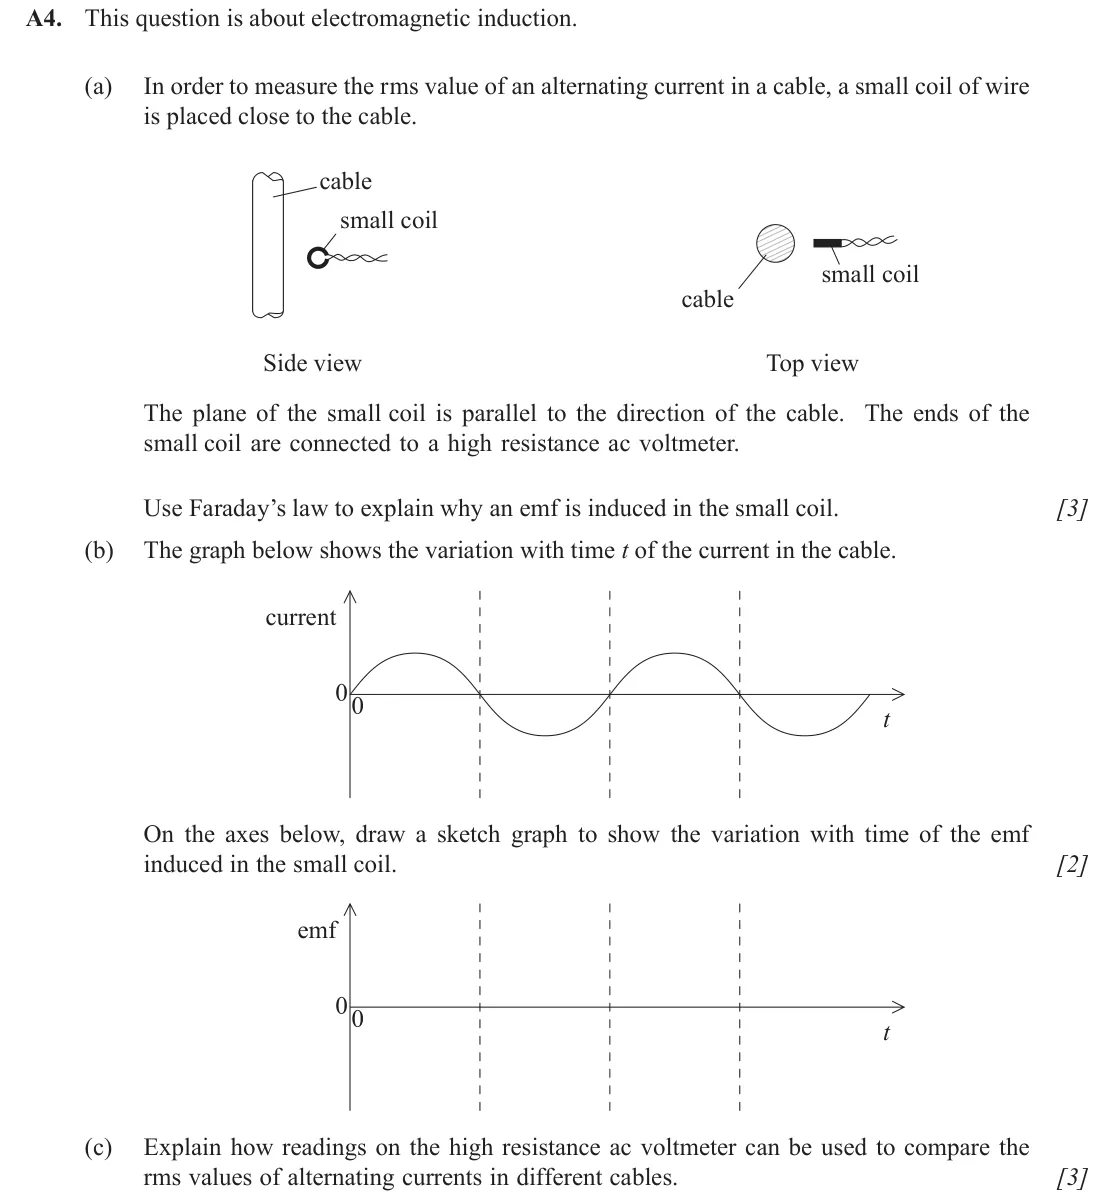 A4. This question is about electromagnetic induction.
(a) In order to measure the rms value of an alternating current in a cable, a small coil of wire
is placed close to the cable.
cable
small coil
small coil
cable
Side view
Top view
The plane of the small coil is parallel to the direction of the cable. The ends of the
small coil are connected to a high resistance ac voltmeter.
Use Faraday's law to explain why an emf is induced in the small coil. [3]
(b) The graph below shows the variation with time t of the current in the cable.
current
0
0
t
On the axes below, draw a sketch graph to show the variation with time of the emf
induced in the small coil. [2]
emf
0
0
t
(c) Explain how readings on the high resistance ac voltmeter can be used to compare the
rms values of alternating currents in different cables. [3]